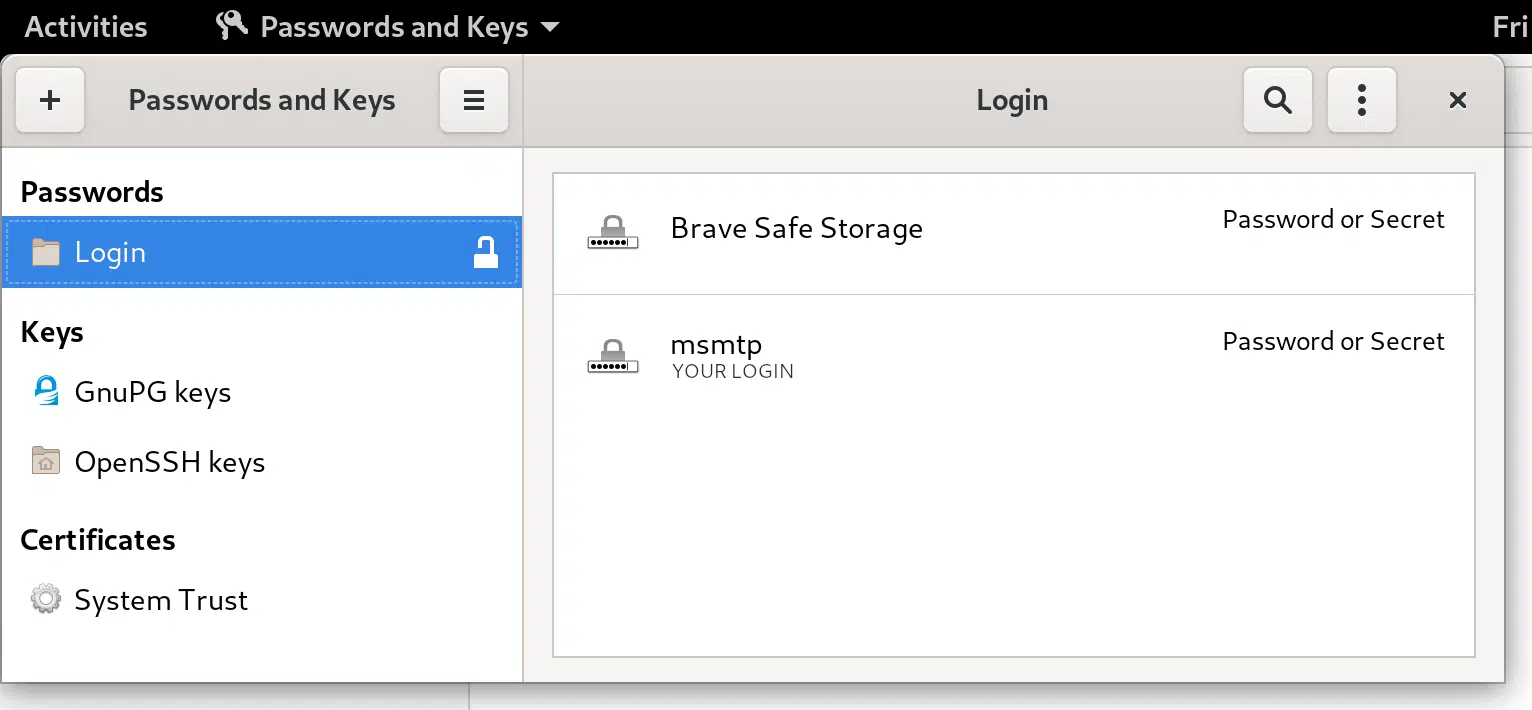 Activities
Passwords and Keys
Fri
+
Passwords and Keys
Login
Passwords
Login
Keys
GnuPG keys
OpenSSH keys
Certificates
System Trust
Brave Safe Storage
Password or Secret
msmtp
YOUR LOGIN
Password or Secret